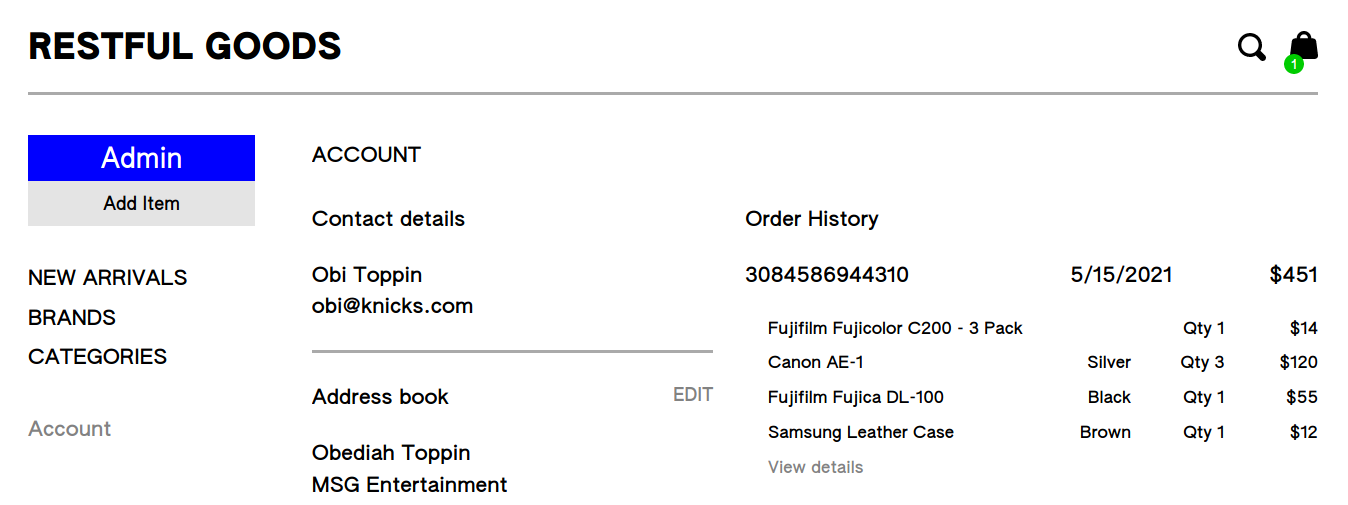 RESTFUL GOODS
1
Admin
Add Item
NEW ARRIVALS
BRANDS
CATEGORIES
Account
ACCOUNT
Contact details
Obi Toppin
obi@knicks.com
Address book EDIT
Obediah Toppin
MSG Entertainment
Order History
3084586944310 5/15/2021 $451
Fujifilm Fujicolor C200 - 3 Pack Qty 1 $14
Canon AE-1 Silver Qty 3 $120
Fujifilm Fujica DL-100 Black Qty 1 $55
Samsung Leather Case Brown Qty 1 $12
View details